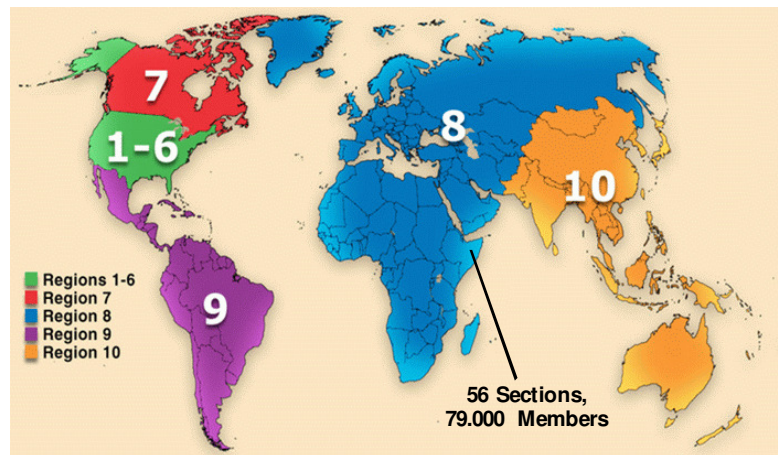 7
8
1-6
10
9
Regions 1-6
Region 7
Region 8
Region 9
Region 10
56 Sections,
79.000 Members